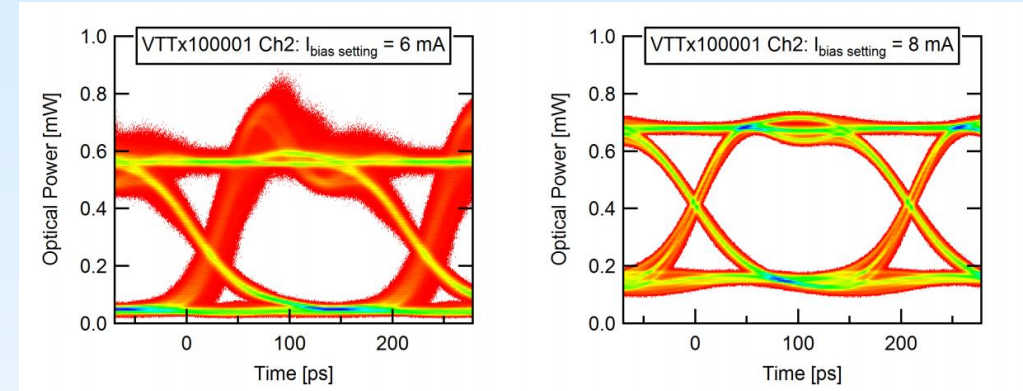 VTTx100001 Ch2: Ibias setting = 6 mA
1.0
0.8
0.6
0.4
0.2
0.0
Optical Power [mW]
0 100 200
Time [ps]
VTTx100001 Ch2: Ibias setting = 8 mA
1.0
0.8
0.6
0.4
0.2
0.0
Optical Power [mW]
0 100 200
Time [ps]